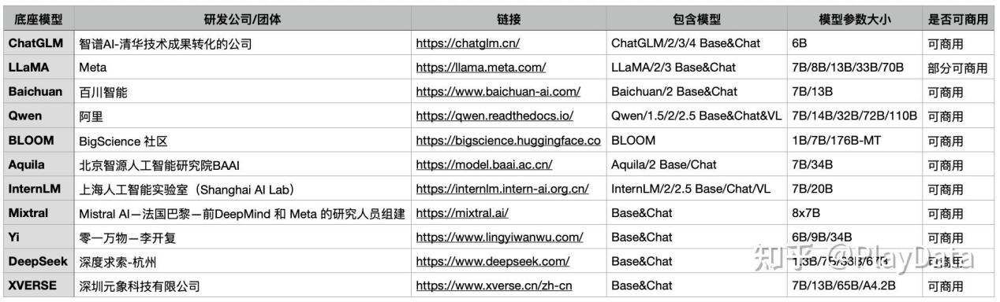 底座模型 研发公司/团体 链接 包含模型 模型参数大小 是否可商用
ChatGLM 智谱AI-清华技术成果转化的公司 https://chatglm.cn/ ChatGLM/2/3/4 Base&Chat 6B 可商用
LLaMA Meta https://llama.meta.com/ LLaMA/2/3 Base&Chat 7B/8B/13B/33B/70B 部分可商用
Baichuan 百川智能 https://www.baichuan-ai.com/ Baichuan/2 Base&Chat 7B/13B 可商用
Qwen 阿里 https://qwen.readthedocs.io/ Qwen/1.5/2/2.5 Base&Chat&VL 7B/14B/32B/72B/110B 可商用
BLOOM BigScience 社区 https://bigscience.huggingface.co BLOOM 1B/7B/176B-MT 可商用
Aquila 北京智源人工智能研究院BAAI https://model.baai.ac.cn/ Aquila/2 Base/Chat 7B/34B 可商用
InternLM 上海人工智能实验室（Shanghai AI Lab） https://internlm.intern-ai.org.cn/ InternLM/2/2.5 Base/Chat/VL 7B/20B 可商用
Mixtral Mistral AI—法国巴黎—前DeepMind 和 Meta 的研究人员组建 https://mixtral.ai/ Base&Chat 8x7B 可商用
Yi 零一万物—李开复 https://www.lingyiwanwu.com/ Base&Chat 6B/9B/34B 可商用
DeepSeek 深度求索-杭州 https://www.deepseek.com/ Base&Chat 1.3B/7B/33B/67B 可商用
XVERSE 深圳元象科技有限公司 https://www.xverse.cn/zh-cn Base&Chat 7B/13B/65B/A4.2B 可商用
知乎 @PlayData